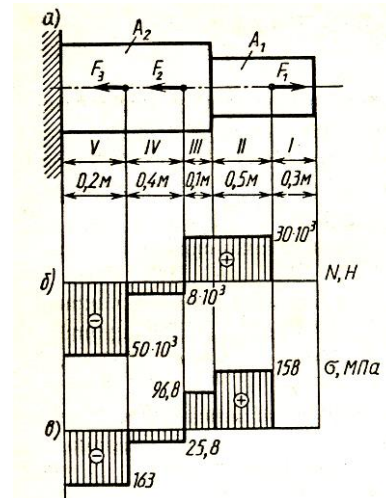 а)
A₂
A₁
F₃
F₂
F₁
V
IV
III
II
I
0,2м
0,4м
0,1м
0,5м
0,3м
30·10³
б)
N, Н
8·10³
50·10³
158
σ, МПа
96,8
в)
25,8
163